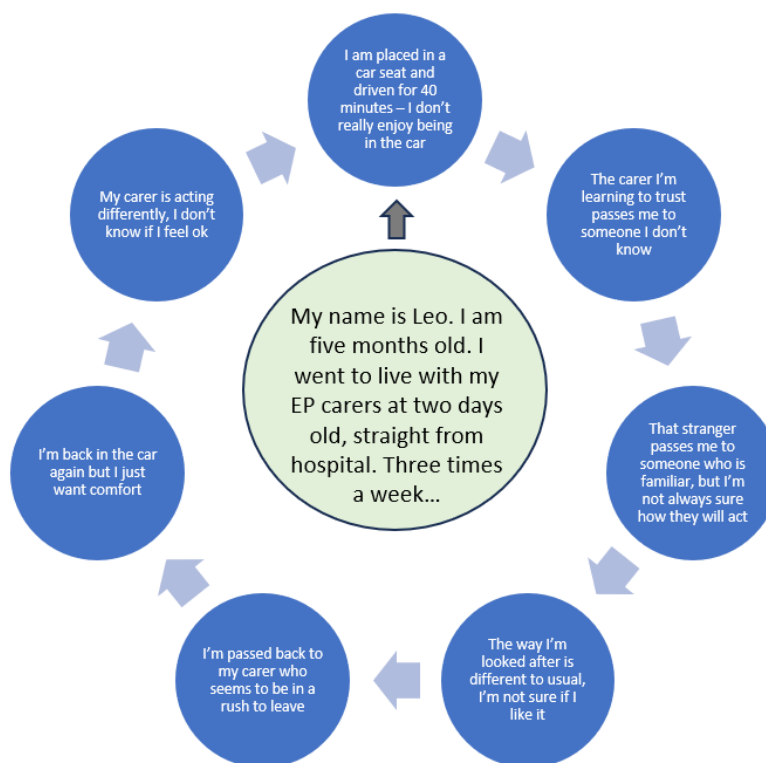 My name is Leo. I am
five months old. I
went to live with my
EP carers at two days
old, straight from
hospital. Three times
a week…
I am placed in a
car seat and
driven for 40
minutes – I don’t
really enjoy being
in the car
The carer I’m
learning to trust
passes me to
someone I don’t
know
That stranger
passes me to
someone who is
familiar, but I’m
not always sure
how they will act
The way I’m
looked after is
different to usual,
I’m not sure if I
like it
I’m passed back to
my carer who
seems to be in a
rush to leave
I’m back in the car
again but I just
want comfort
My carer is acting
differently, I don’t
know if I feel ok